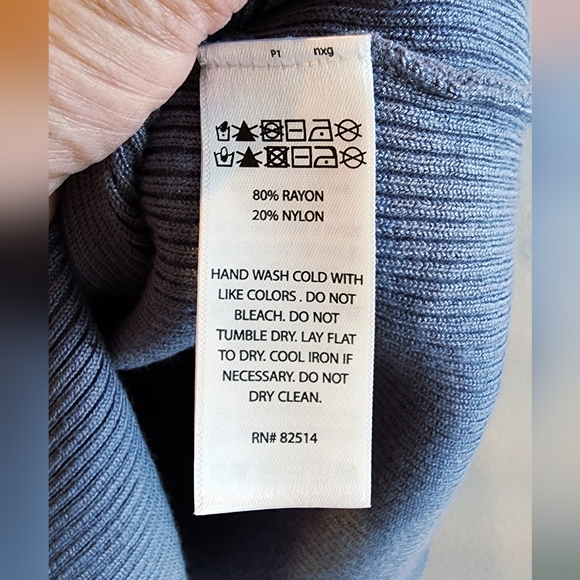 P1 nxg
80% RAYON
20% NYLON
HAND WASH COLD WITH
LIKE COLORS . DO NOT
BLEACH. DO NOT
TUMBLE DRY. LAY FLAT
TO DRY. COOL IRON IF
NECESSARY. DO NOT
DRY CLEAN.
RN# 82514